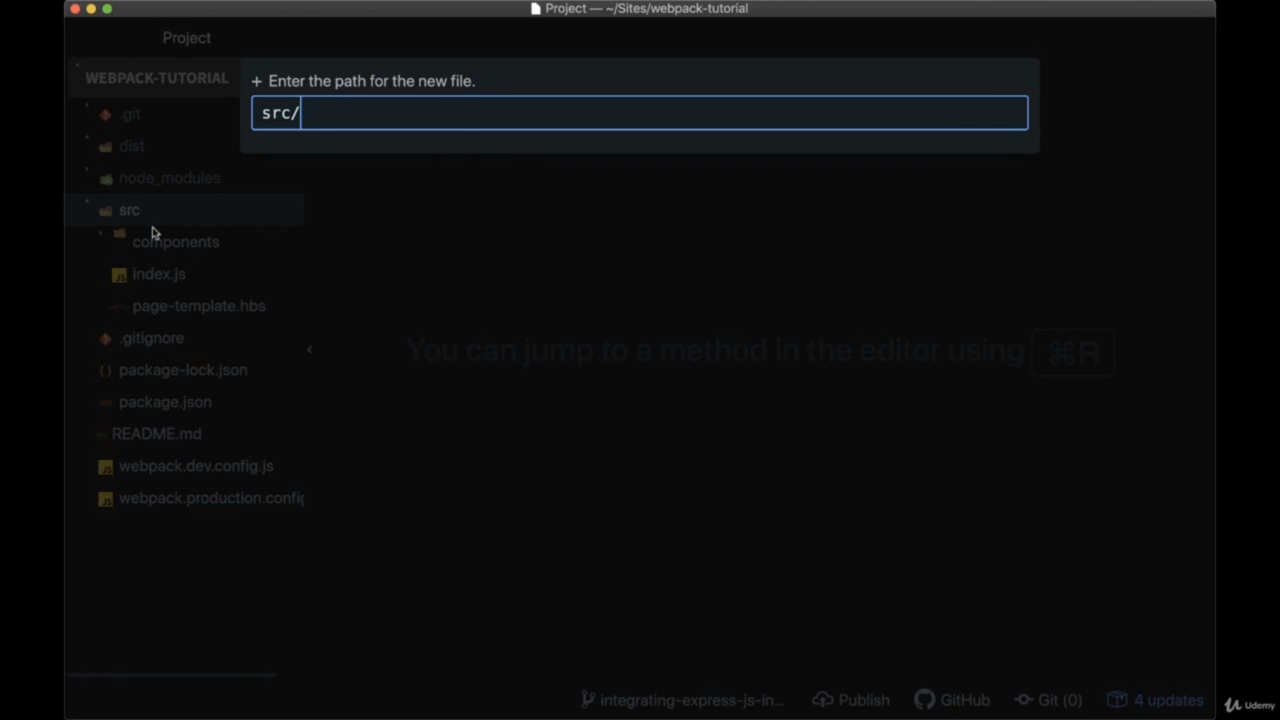 Project — ~/Sites/webpack-tutorial
Project
WEBPACK-TUTORIAL
+ Enter the path for the new file.
src/
.git
dist
node_modules
src
components
index.js
page-template.hbs
.gitignore
package-lock.json
package.json
README.md
webpack.dev.config.js
webpack.production.config
You can jump to a method in the editor using ⌘R
integrating-express-js-in... Publish GitHub Git (0) 4 updates
Udemy